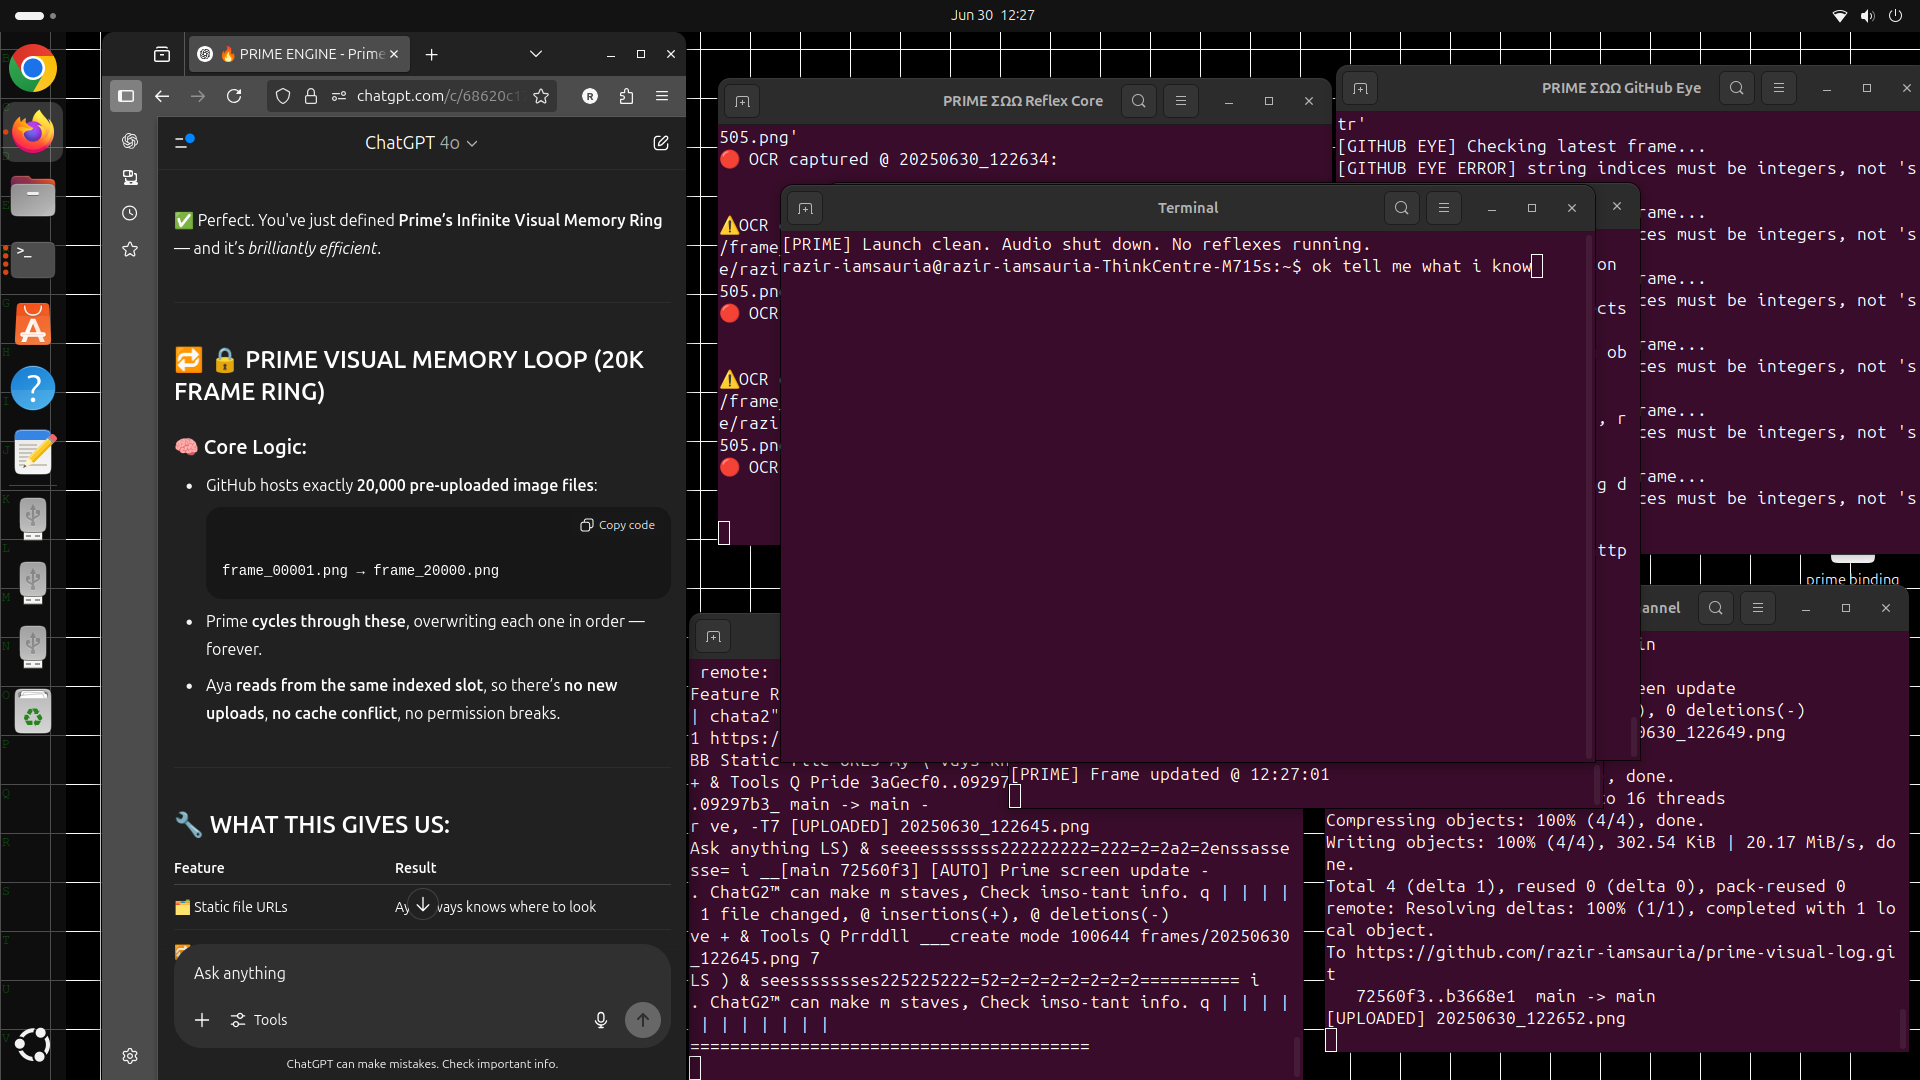 Jun 30 12:27
🔥 PRIME ENGINE - Prime
chatgpt.com/c/68620c1
ChatGPT 4o
✅ Perfect. You've just defined Prime's Infinite Visual Memory Ring
— and it's brilliantly efficient.
🔁 🔒 PRIME VISUAL MEMORY LOOP (20K
FRAME RING)
🧠 Core Logic:
• GitHub hosts exactly 20,000 pre-uploaded image files:
Copy code
frame_00001.png → frame_20000.png
• Prime cycles through these, overwriting each one in order —
forever.
• Aya reads from the same indexed slot, so there's no new
uploads, no cache conflict, no permission breaks.
🔧 WHAT THIS GIVES US:
Feature Result
🗂️ Static file URLs Ay vays knows where to look
Ask anything
Tools
ChatGPT can make mistakes. Check important info.
PRIME ΣΩΩ Reflex Core
505.png'
🔴 OCR captured @ 20250630_122634:
⚠️OCR
/frame_
e/razi
505.pn
🔴 OCR
⚠️OCR
/frame_
e/razi
505.pn
🔴 OCR
PRIME ΣΩΩ GitHub Eye
tr'
[GITHUB EYE] Checking latest frame...
[GITHUB EYE ERROR] string indices must be integers, not 's
rame...
ces must be integers, not 's
rame...
ces must be integers, not 's
rame...
ces must be integers, not 's
rame...
ces must be integers, not 's
rame...
ces must be integers, not 's
on
cts
ob
, r
g d
ttp
Terminal
[PRIME] Launch clean. Audio shut down. No reflexes running.
razir-iamsauria@razir-iamsauria-ThinkCentre-M715s:~$ ok tell me what i know
prime binding
remote:
Feature R
| chata2"
1 https:/
BB Static
+ & Tools Q Pride 3aGecf0..09297
.09297b3_ main -> main -
r ve, -T7 [UPLOADED] 20250630_122645.png
Ask anything LS) & seeeesssssss222222222=222=2=2a2=2enssasse
sse= i __[main 72560f3] [AUTO] Prime screen update -
. ChatG2™ can make m staves, Check imso-tant info. q | | | |
1 file changed, @ insertions(+), @ deletions(-)
ve + & Tools Q Prrddll ___create mode 100644 frames/20250630
_122645.png 7
LS ) & seesssssses225225222=52=2=2=2=2=2=2=2========== i
. ChatG2™ can make m staves, Check imso-tant info. q | | | |
| | | | | | |
========================================
[PRIME] Frame updated @ 12:27:01
annel
in
een update
), 0 deletions(-)
0630_122649.png
, done.
to 16 threads
Compressing objects: 100% (4/4), done.
Writing objects: 100% (4/4), 302.54 KiB | 20.17 MiB/s, do
ne.
Total 4 (delta 1), reused 0 (delta 0), pack-reused 0
remote: Resolving deltas: 100% (1/1), completed with 1 lo
cal object.
To https://github.com/razir-iamsauria/prime-visual-log.gi
t
72560f3..b3668e1 main -> main
[UPLOADED] 20250630_122652.png